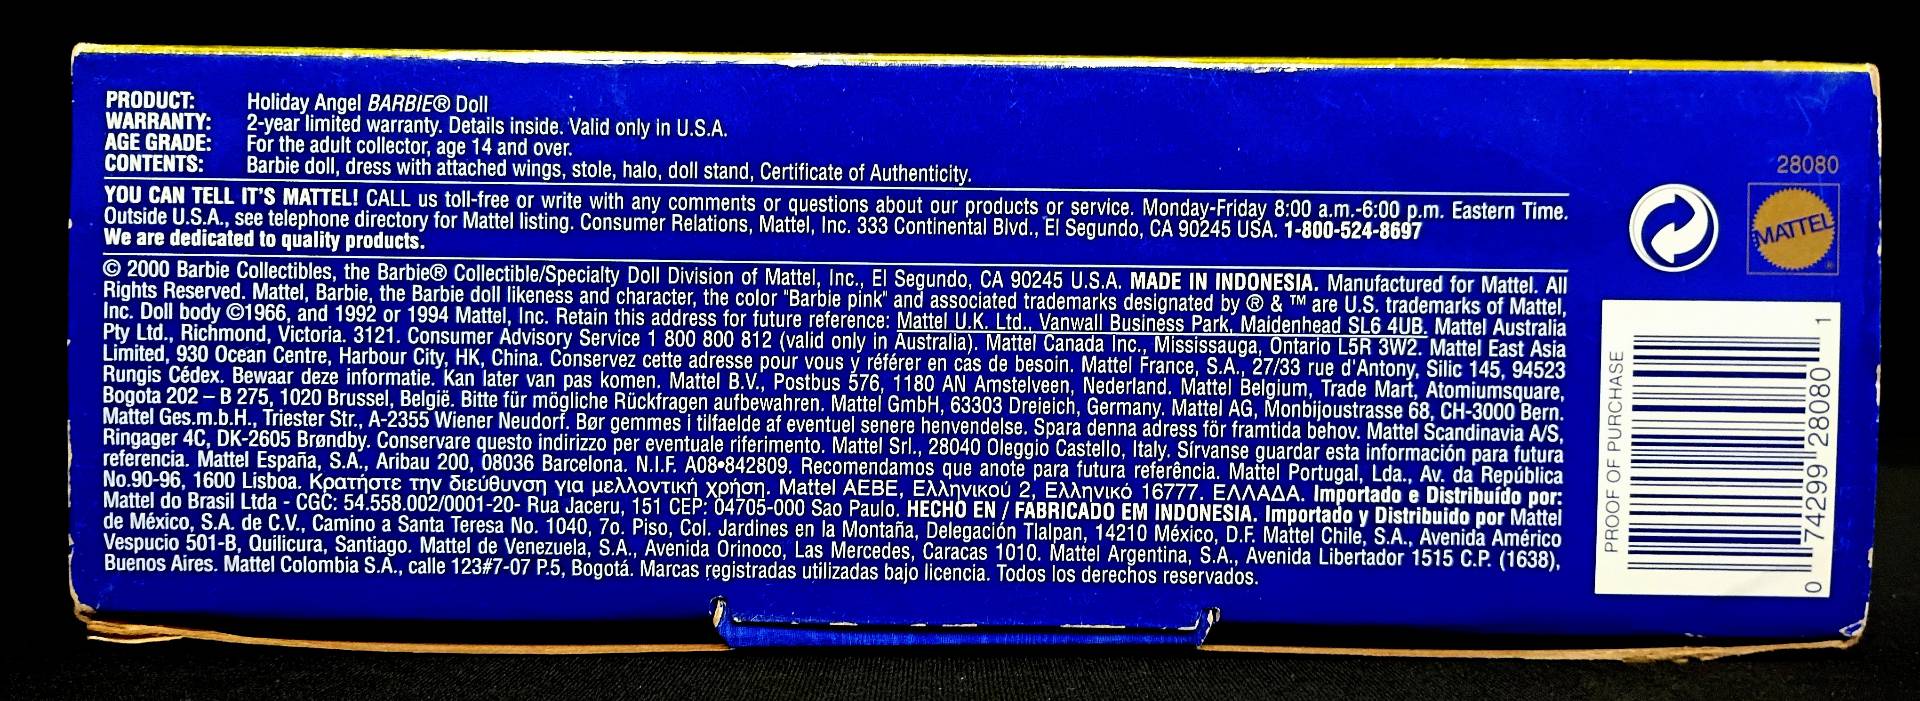 PRODUCT: Holiday Angel BARBIE® Doll
WARRANTY: 2-year limited warranty. Details inside. Valid only in U.S.A.
AGE GRADE: For the adult collector, age 14 and over.
CONTENTS: Barbie doll, dress with attached wings, stole, halo, doll stand, Certificate of Authenticity.
YOU CAN TELL IT'S MATTEL! CALL us toll-free or write with any comments or questions about our products or service. Monday-Friday 8:00 a.m.-6:00 p.m. Eastern Time.
Outside U.S.A., see telephone directory for Mattel listing. Consumer Relations, Mattel, Inc. 333 Continental Blvd., El Segundo, CA 90245 USA. 1-800-524-8697
We are dedicated to quality products.
© 2000 Barbie Collectibles, the Barbie® Collectible/Specialty Doll Division of Mattel, Inc., El Segundo, CA 90245 U.S.A. MADE IN INDONESIA. Manufactured for Mattel. All
Rights Reserved. Mattel, Barbie, the Barbie doll likeness and character, the color "Barbie pink" and associated trademarks designated by ® & ™ are U.S. trademarks of Mattel,
Inc. Doll body ©1966, and 1992 or 1994 Mattel, Inc. Retain this address for future reference: Mattel U.K. Ltd., Vanwall Business Park, Maidenhead SL6 4UB. Mattel Australia
Pty Ltd., Richmond, Victoria. 3121. Consumer Advisory Service 1 800 800 812 (valid only in Australia). Mattel Canada Inc., Mississauga, Ontario L5R 3W2. Mattel East Asia
Limited, 930 Ocean Centre, Harbour City, HK, China. Conservez cette adresse pour vous y référer en cas de besoin. Mattel France, S.A., 27/33 rue d'Antony, Silic 145, 94523
Rungis Cédex. Bewaar deze informatie. Kan later van pas komen. Mattel B.V., Postbus 576, 1180 AN Amstelveen, Nederland. Mattel Belgium, Trade Mart, Atomiumsquare,
Bogota 202 – B 275, 1020 Brussel, België. Bitte für mögliche Rückfragen aufbewahren. Mattel GmbH, 63303 Dreieich, Germany. Mattel AG, Monbijoustrasse 68, CH-3000 Bern.
Mattel Ges.m.b.H., Triester Str., A-2355 Wiener Neudorf. Bør gemmes i tilfaelde af eventuel senere henvendelse. Spara denna adress för framtida behov. Mattel Scandinavia A/S,
Ringager 4C, DK-2605 Brøndby. Conservare questo indirizzo per eventuale riferimento. Mattel Srl., 28040 Oleggio Castello, Italy. Sírvanse guardar esta información para futura
referencia. Mattel España, S.A., Aribau 200, 08036 Barcelona. N.I.F. A08•842809. Recomendamos que anote para futura referência. Mattel Portugal, Lda., Av. da República
No.90-96, 1600 Lisboa. Κρατήστε την διεύθυνση για μελλοντική χρήση. Mattel AEBE, Ελληνικού 2, Ελληνικό 16777. ΕΛΛΑΔΑ. Importado e Distribuído por:
Mattel do Brasil Ltda - CGC: 54.558.002/0001-20- Rua Jaceru, 151 CEP: 04705-000 Sao Paulo. HECHO EN / FABRICADO EM INDONESIA. Importado y Distribuido por Mattel
de México, S.A. de C.V., Camino a Santa Teresa No. 1040, 7o. Piso, Col. Jardines en la Montaña, Delegación Tlalpan, 14210 México, D.F. Mattel Chile, S.A., Avenida Américo
Vespucio 501-B, Quilicura, Santiago. Mattel de Venezuela, S.A., Avenida Orinoco, Las Mercedes, Caracas 1010. Mattel Argentina, S.A., Avenida Libertador 1515 C.P. (1638),
Buenos Aires. Mattel Colombia S.A., calle 123#7-07 P.5, Bogotá. Marcas registradas utilizadas bajo licencia. Todos los derechos reservados.
28080
MATTEL®
PROOF OF PURCHASE
0 74299 28080 1